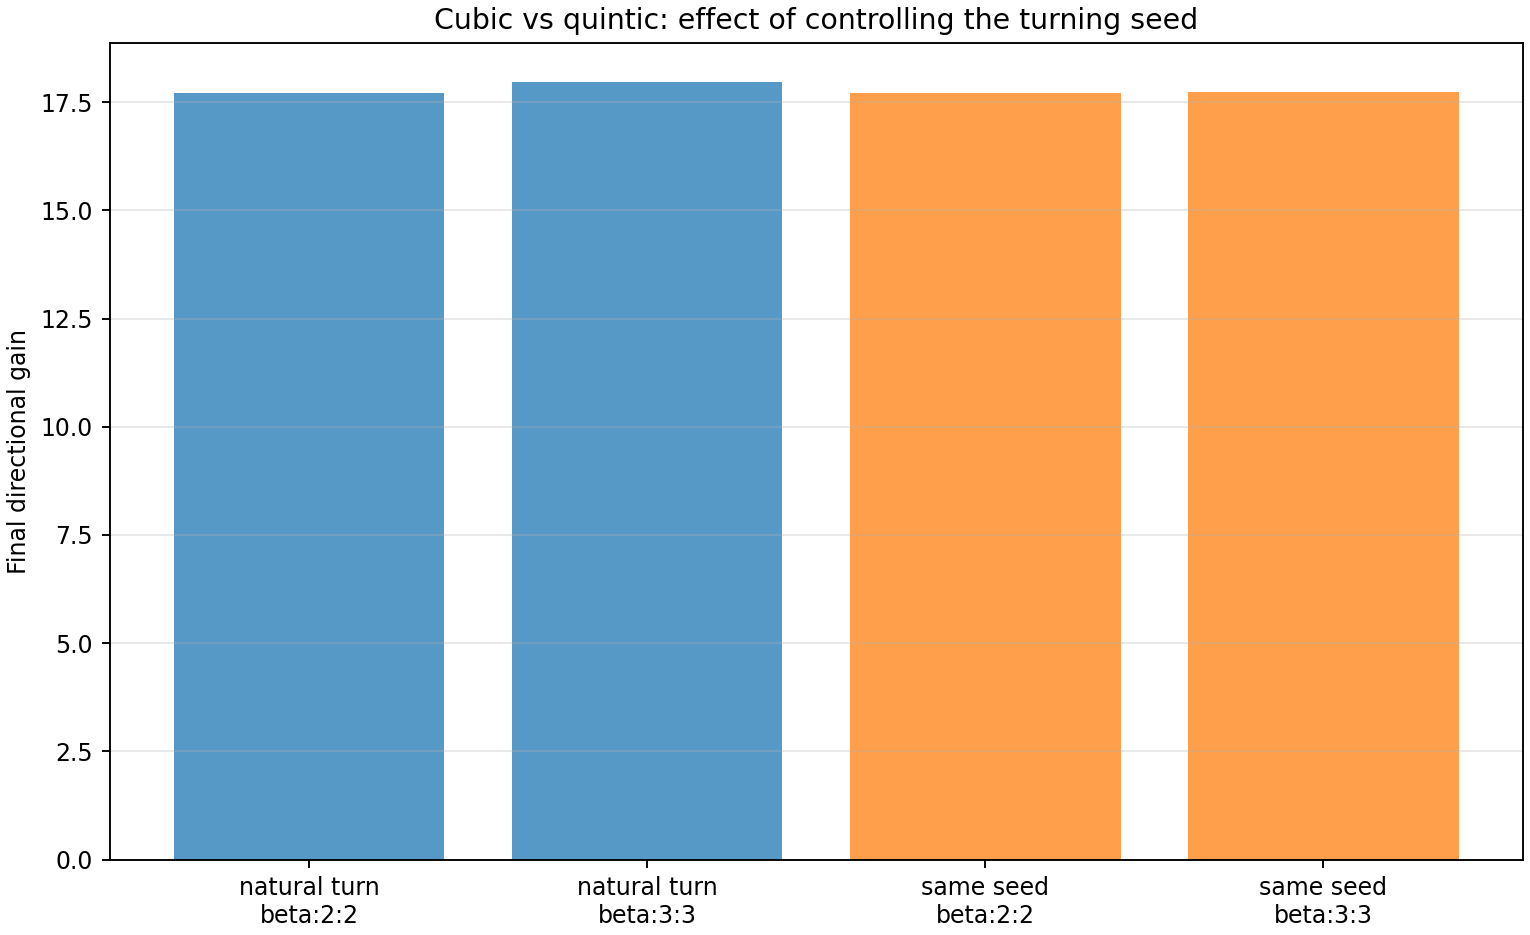 Cubic vs quintic: effect of controlling the turning seed
Final directional gain
17.5
15.0
12.5
10.0
7.5
5.0
2.5
0.0
natural turn
beta:2:2
natural turn
beta:3:3
same seed
beta:2:2
same seed
beta:3:3